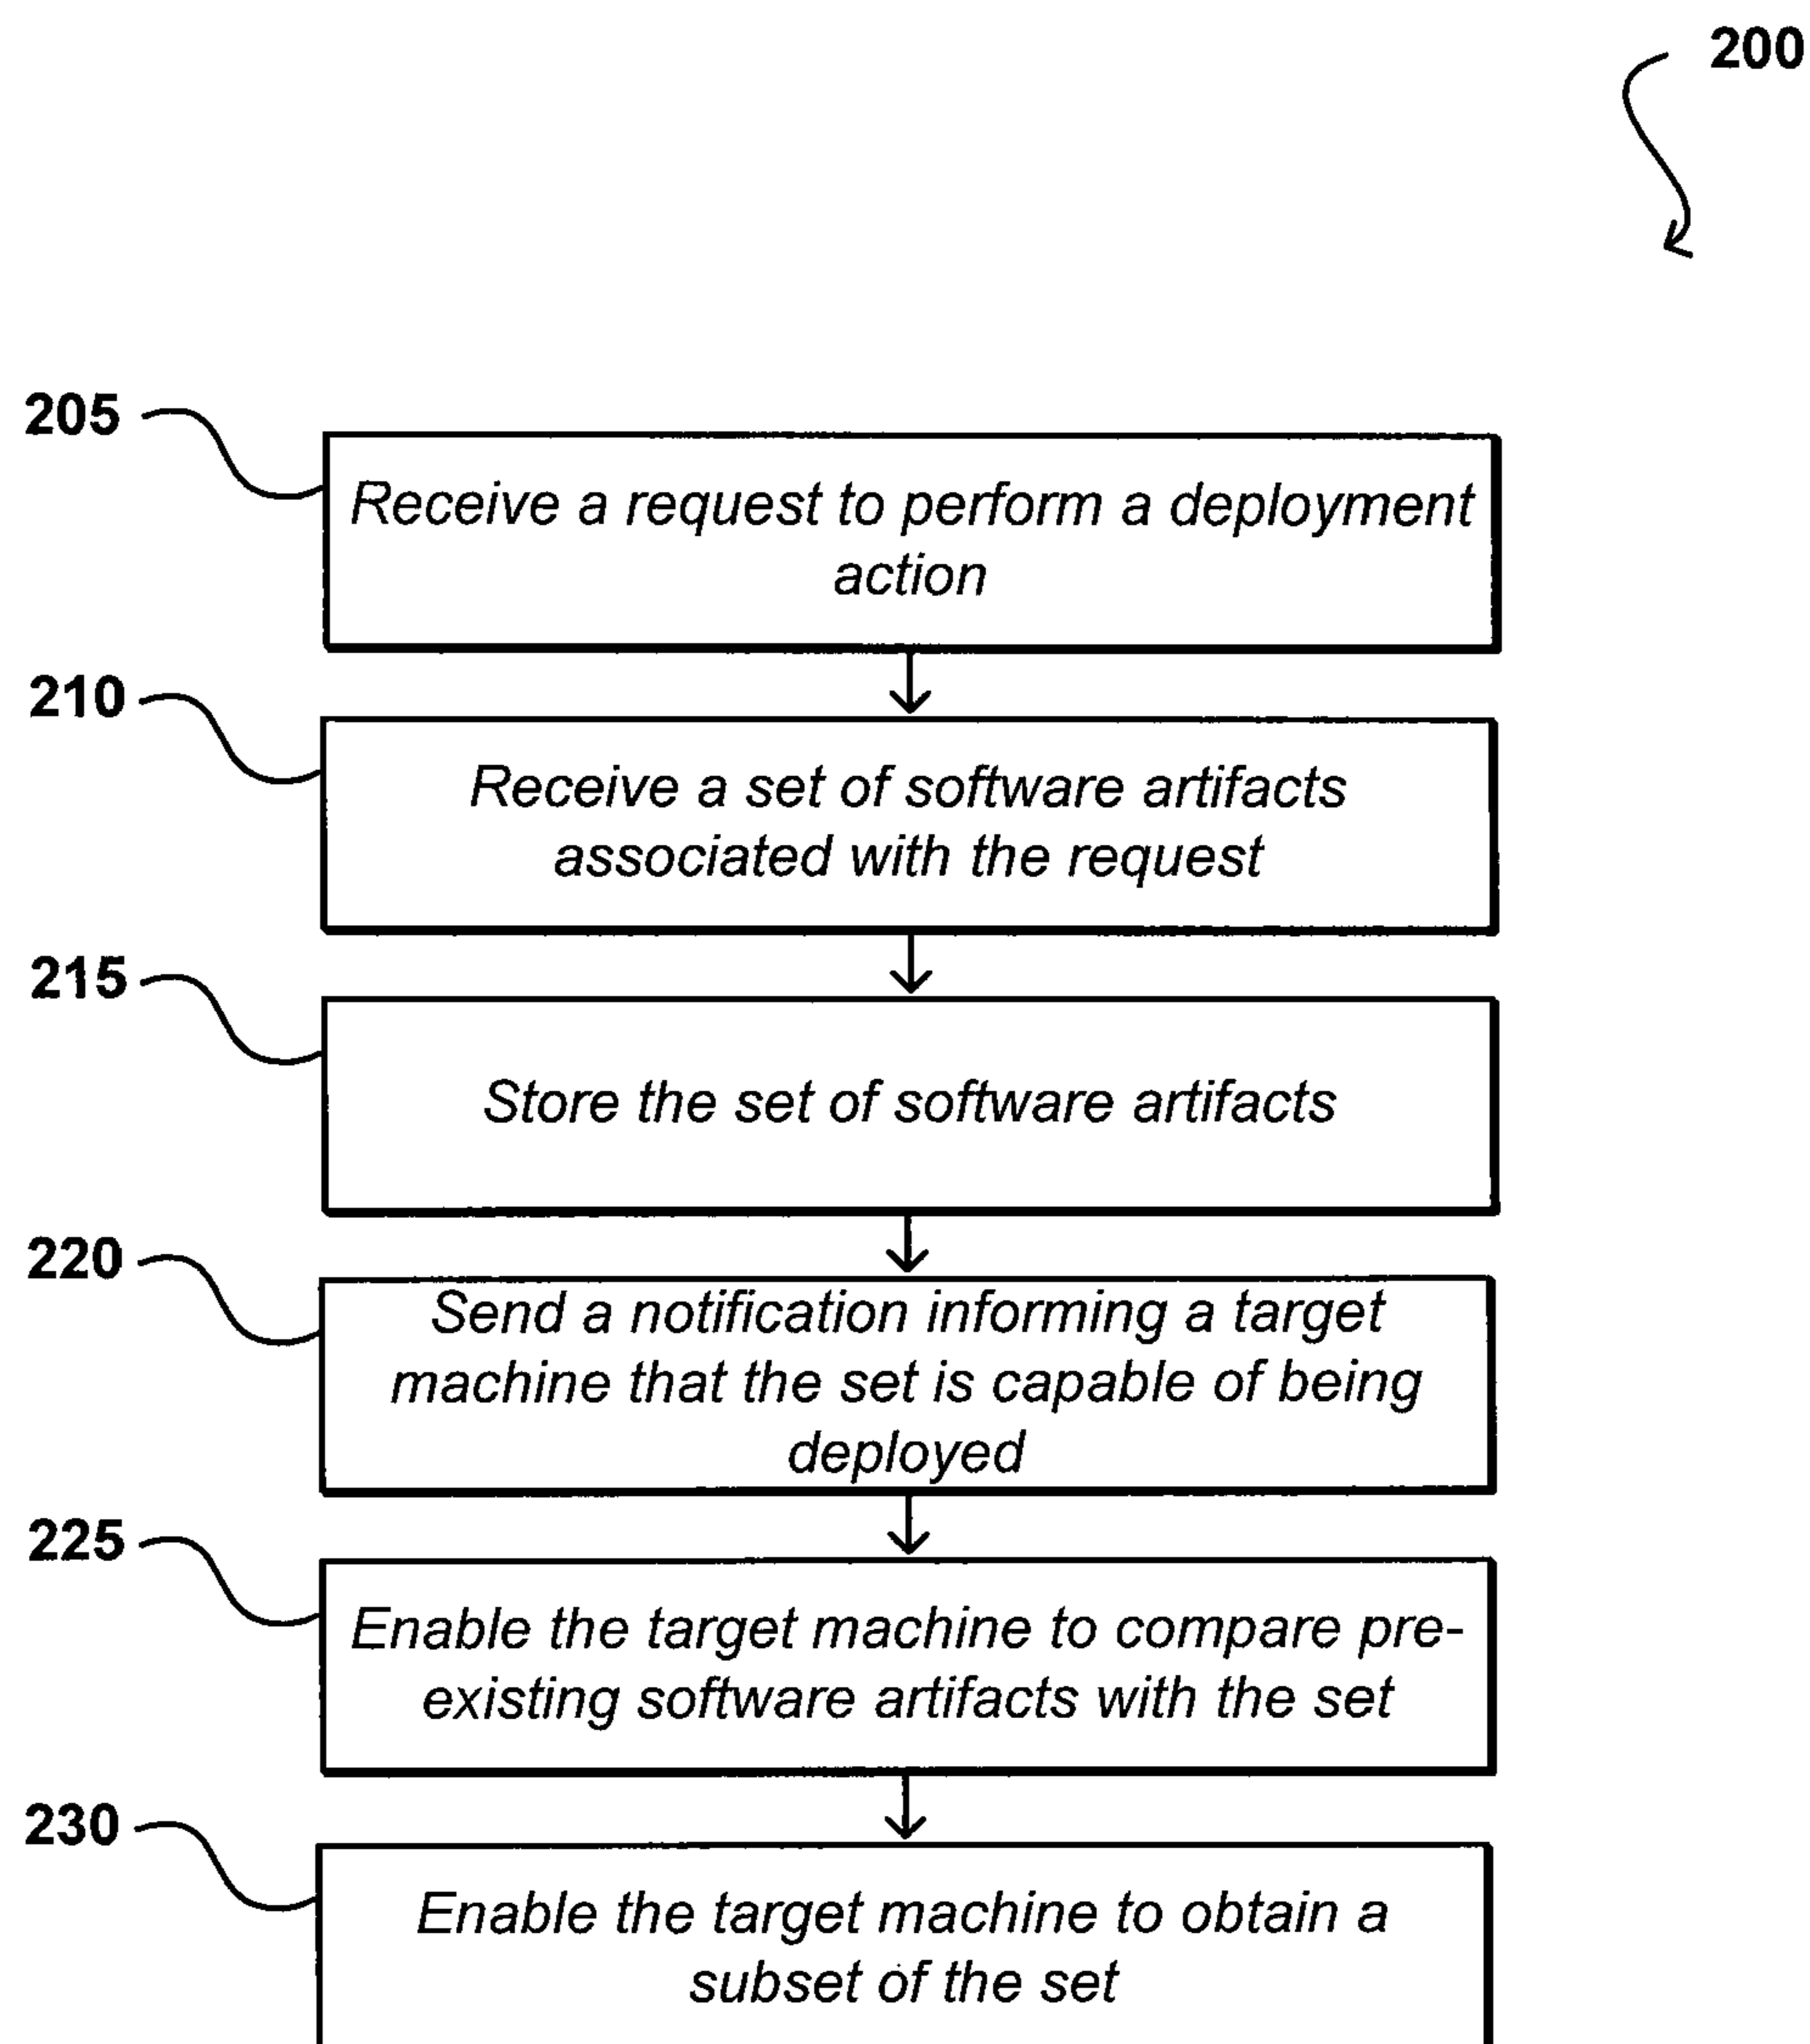 200
205
Receive a request to perform a deployment
action
210
Receive a set of software artifacts
associated with the request
215
Store the set of software artifacts
220
Send a notification informing a target
machine that the set is capable of being
deployed
225
Enable the target machine to compare pre-
existing software artifacts with the set
230
Enable the target machine to obtain a
subset of the set